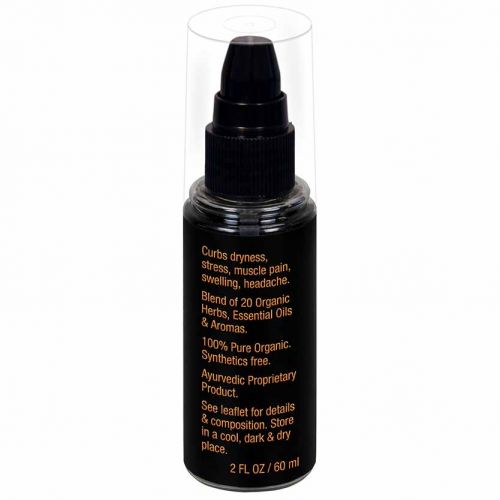 Curbs dryness,
stress, muscle pain,
swelling, headache.
Blend of 20 Organic
Herbs, Essential Oils
& Aromas.
100% Pure Organic.
Synthetics free.
Ayurvedic Proprietary
Product.
See leaflet for details
& composition. Store
in a cool, dark & dry
place.
2 FL OZ / 60 ml